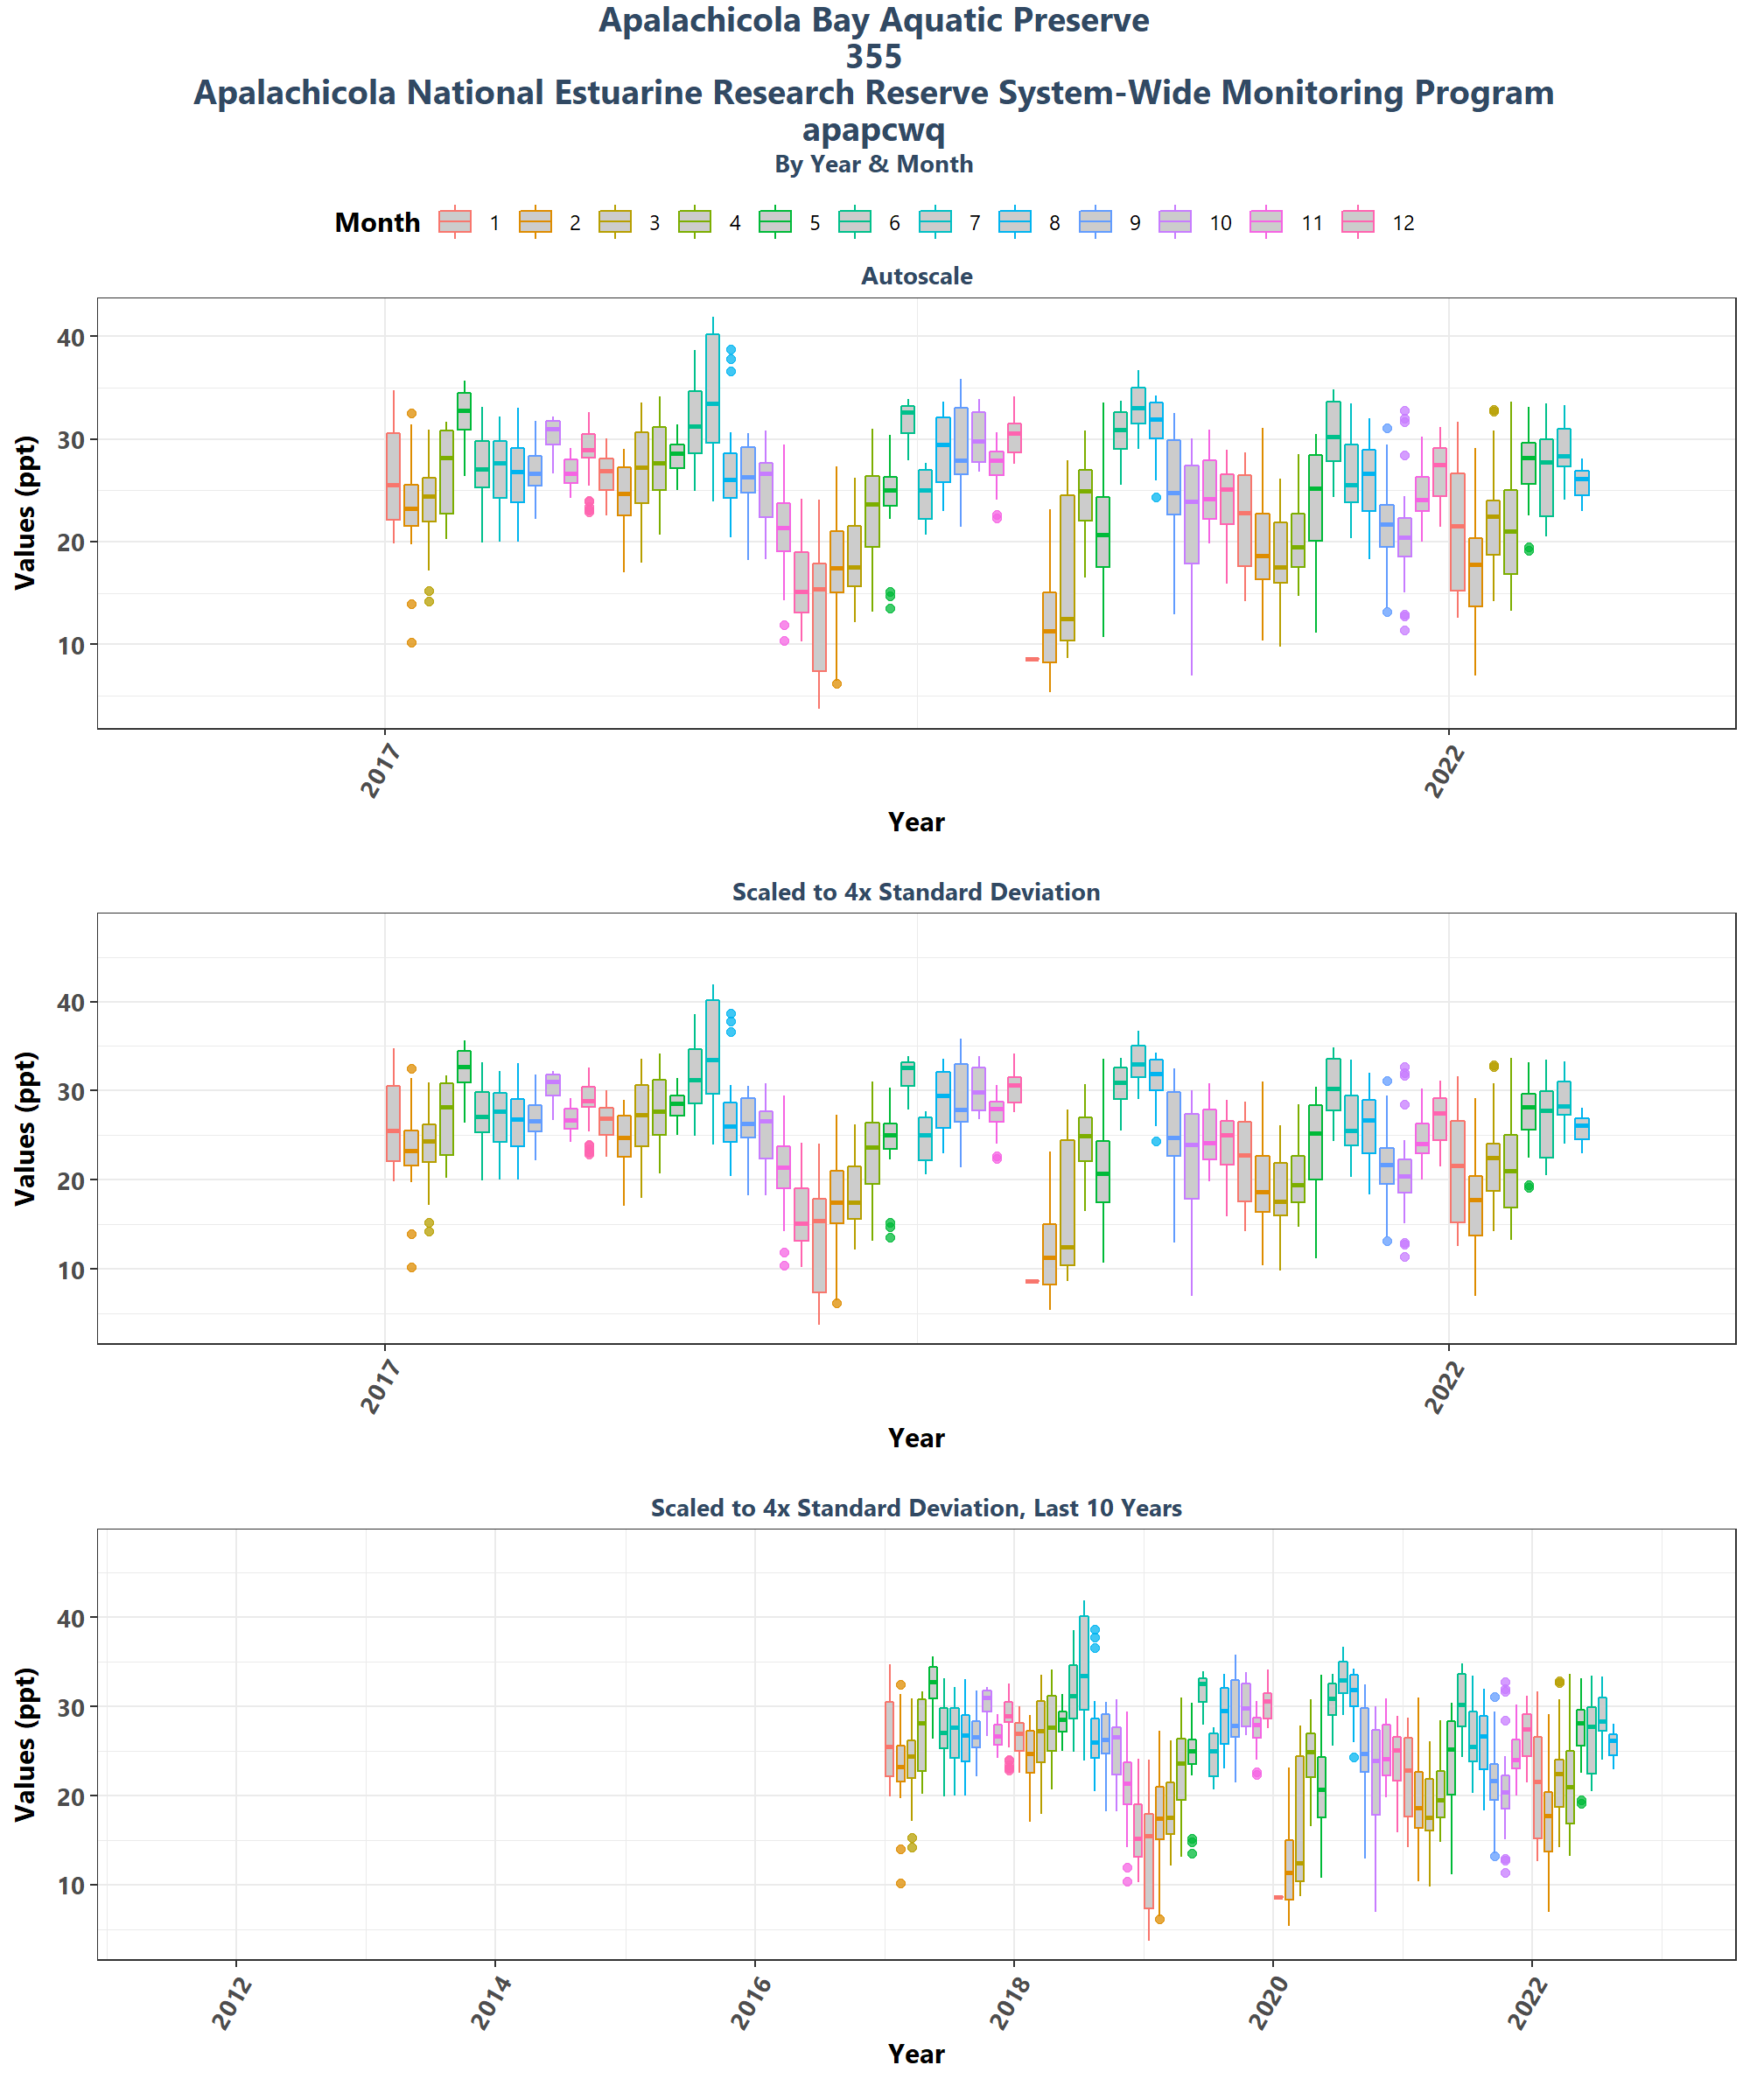 Apalachicola Bay Aquatic Preserve
355
Apalachicola National Estuarine Research Reserve System-Wide Monitoring Program
apapcwq
By Year & Month
Month 1 2 3 4 5 6 7 8 9 10 11 12
Autoscale
Values (ppt)
40
30
20
10
2017 2022
Year
Scaled to 4x Standard Deviation
Values (ppt)
40
30
20
10
2017 2022
Year
Scaled to 4x Standard Deviation, Last 10 Years
Values (ppt)
40
30
20
10
2012 2014 2016 2018 2020 2022
Year